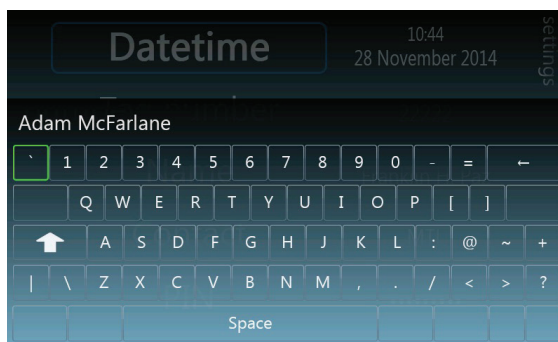 Datetime
10:44
28 November 2014
settings
Adam McFarlane
` 1 2 3 4 5 6 7 8 9 0 - = ←
Q W E R T Y U I O P [ ]
A S D F G H J K L : @ ~ +
| \ Z X C V B N M , . / < > ?
Space